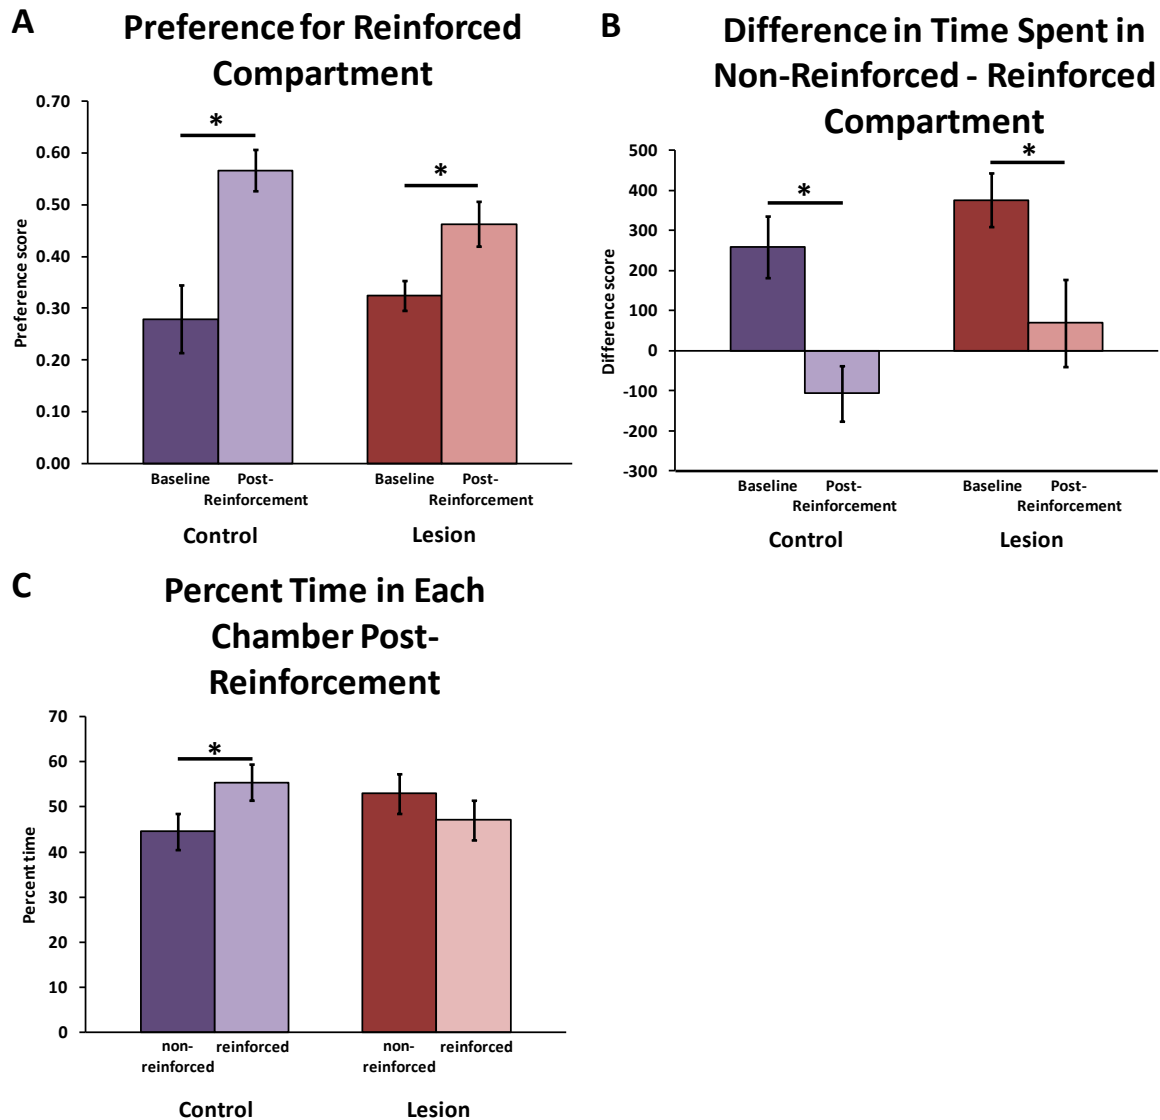 A
Preference for Reinforced
Compartment
0.70
0.60
0.50
0.40
0.30
0.20
0.10
0.00
Preference score
*
*
Baseline
Post-
Reinforcement
Baseline
Post-
Reinforcement
Control
Lesion
B
Difference in Time Spent in
Non-Reinforced - Reinforced
Compartment
500
400
300
200
100
0
-100
-200
-300
Difference score
*
*
Baseline
Post-
Reinforcement
Baseline
Post-
Reinforcement
Control
Lesion
C
Percent Time in Each
Chamber Post-
Reinforcement
70
60
50
40
30
20
10
0
Percent time
*
non-
reinforced
reinforced
non-
reinforced
reinforced
Control
Lesion